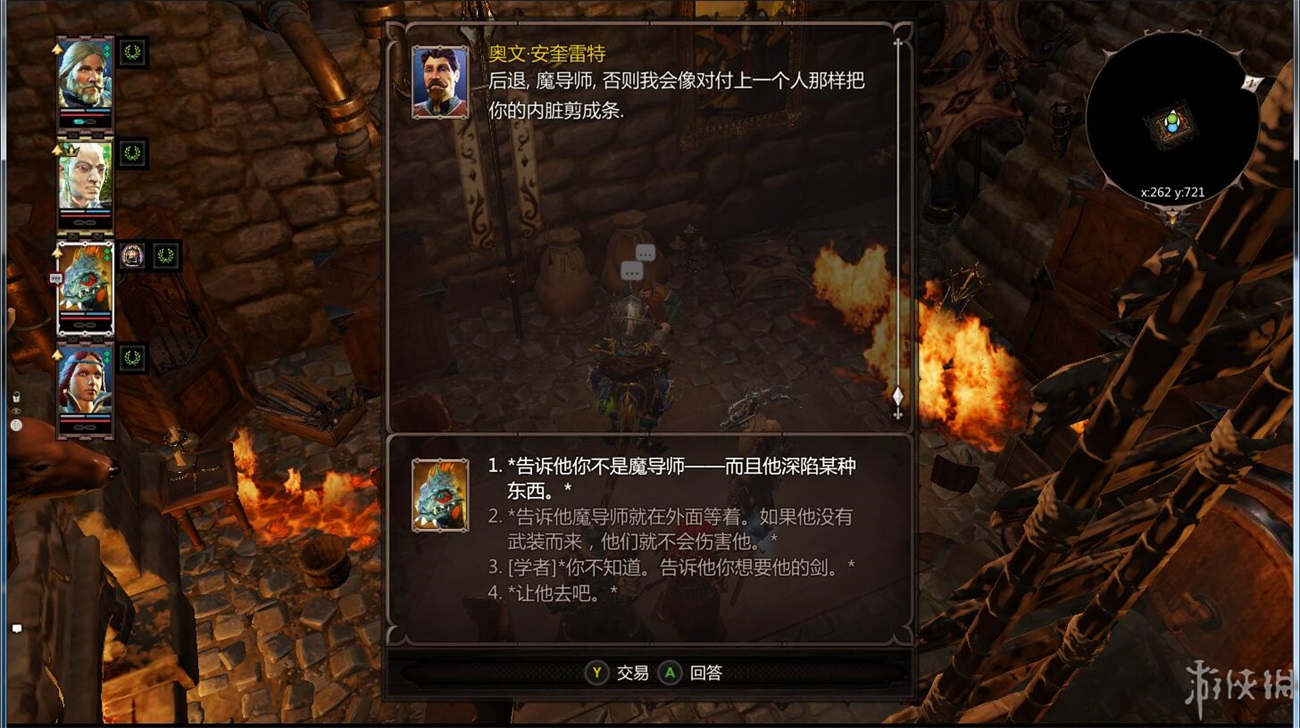 奥文·安奎雷特
后退, 魔导师, 否则我会像对付上一个人那样把
你的内脏剪成条.
x:262 y:721
1. *告诉他你不是魔导师——而且他深陷某种
东西。*
2. *告诉他魔导师就在外面等着。如果他没有
武装而来，他们就不会伤害他。*
3. [学者]*你不知道。告诉他你想要他的剑。*
4. *让他去吧。*
Y 交易 A 回答
游侠网